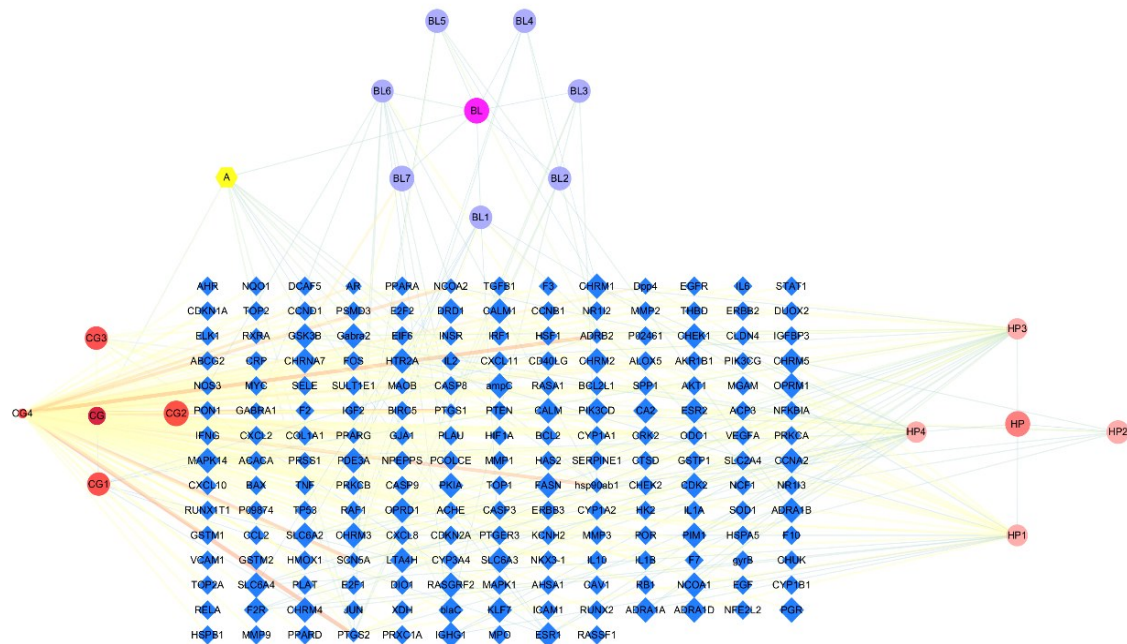 BL5 BL4
BL6 BL3
BL
A BL7 BL2
BL1
AHR NQO1 DCAF5 AR PPARA NCOA2 TGFB1 F3 CHRM1 Dpp4 EGFR IL6 STAT1
CDKN1A TOP2 CCND1 PSMD3 E2F2 DRD1 CALM1 CCNB1 NR1I2 MMP2 THBD ERBB2 DUOX2
HP3
CG3 ELK1 RXRA GSK3B Gabra2 EIF6 INSR IRF1 HSF1 ADRB2 P02461 CHEK1 CLDN4 IGFBP3
ABCG2 CRP CHRNA7 FOS HTR2A IL2 CXCL11 CD40LG CHRM2 ALOX5 AKR1B1 PIK3CG CHRM5
NOS3 MYC SELE SULT1E1 MAOB CASP8 ampC RASA1 BCL2L1 SPP1 AKT1 MGAM OPRM1
CG4 CG CG2 PON1 GABRA1 F2 IGF2 BIRC5 PTGS1 PTEN CALM PIK3CD CA2 ESR2 ACP3 NFKBIA
IFNG CXCL2 COL1A1 PPARG GJA1 PLAU HIF1A BCL2 CYP1A1 CRK2 ODC1 VEGFA PRKCA HP4 HP HP2
MAPK14 ACACA PRSS1 PDE3A NPEPPS PCOLCE MMP1 HAS2 SERPINE1 CTSD GSTP1 SLC2A4 CCNA2
CG1 CXCL10 BAX TNF PRKCB CASP9 PKIA TOP1 FASN hsp90ab1 CHEK2 CDK2 NCF1 NR1I3
RUNX1T1 P09874 TP53 RAF1 OPRD1 ACHE CASP3 ERBB3 CYP1A2 HK2 IL1A SOD1 ADRA1B
GSTM1 CCL2 SLC6A2 CHRM3 CXCL8 CDKN2A PTGER3 KCNH2 MMP3 POR PIM1 HSPA5 F10 HP1
VCAM1 GSTM2 HMOX1 SCN5A LTA4H CYP3A4 SLC6A3 NKX3-1 IL10 IL1B F7 gyrB CHUK
TOP2A SLC6A4 PLAT E2F1 DIO1 RASGRF2 MAPK1 AHSA1 CAV1 RB1 NCOA1 EGF CYP1B1
RELA F2R CHRM4 JUN XDH blaC KLF7 ICAM1 RUNX2 ADRA1A ADRA1D NFE2L2 PGR
HSPB1 MMP9 PPARD PTGS2 PRXC1A IGHG1 MPO ESR1 RASSF1